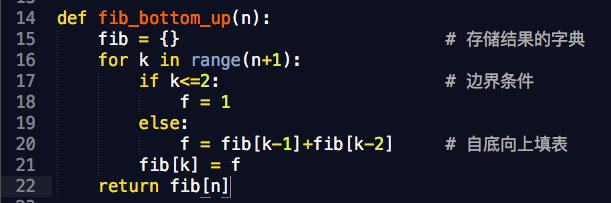 14 def fib_bottom_up(n):
15     fib = {}                        # 存储结果的字典
16     for k in range(n+1):
17         if k<=2:                    # 边界条件
18             f = 1
19         else:
20             f = fib[k-1]+fib[k-2]   # 自底向上填表
21         fib[k] = f
22     return fib[n]